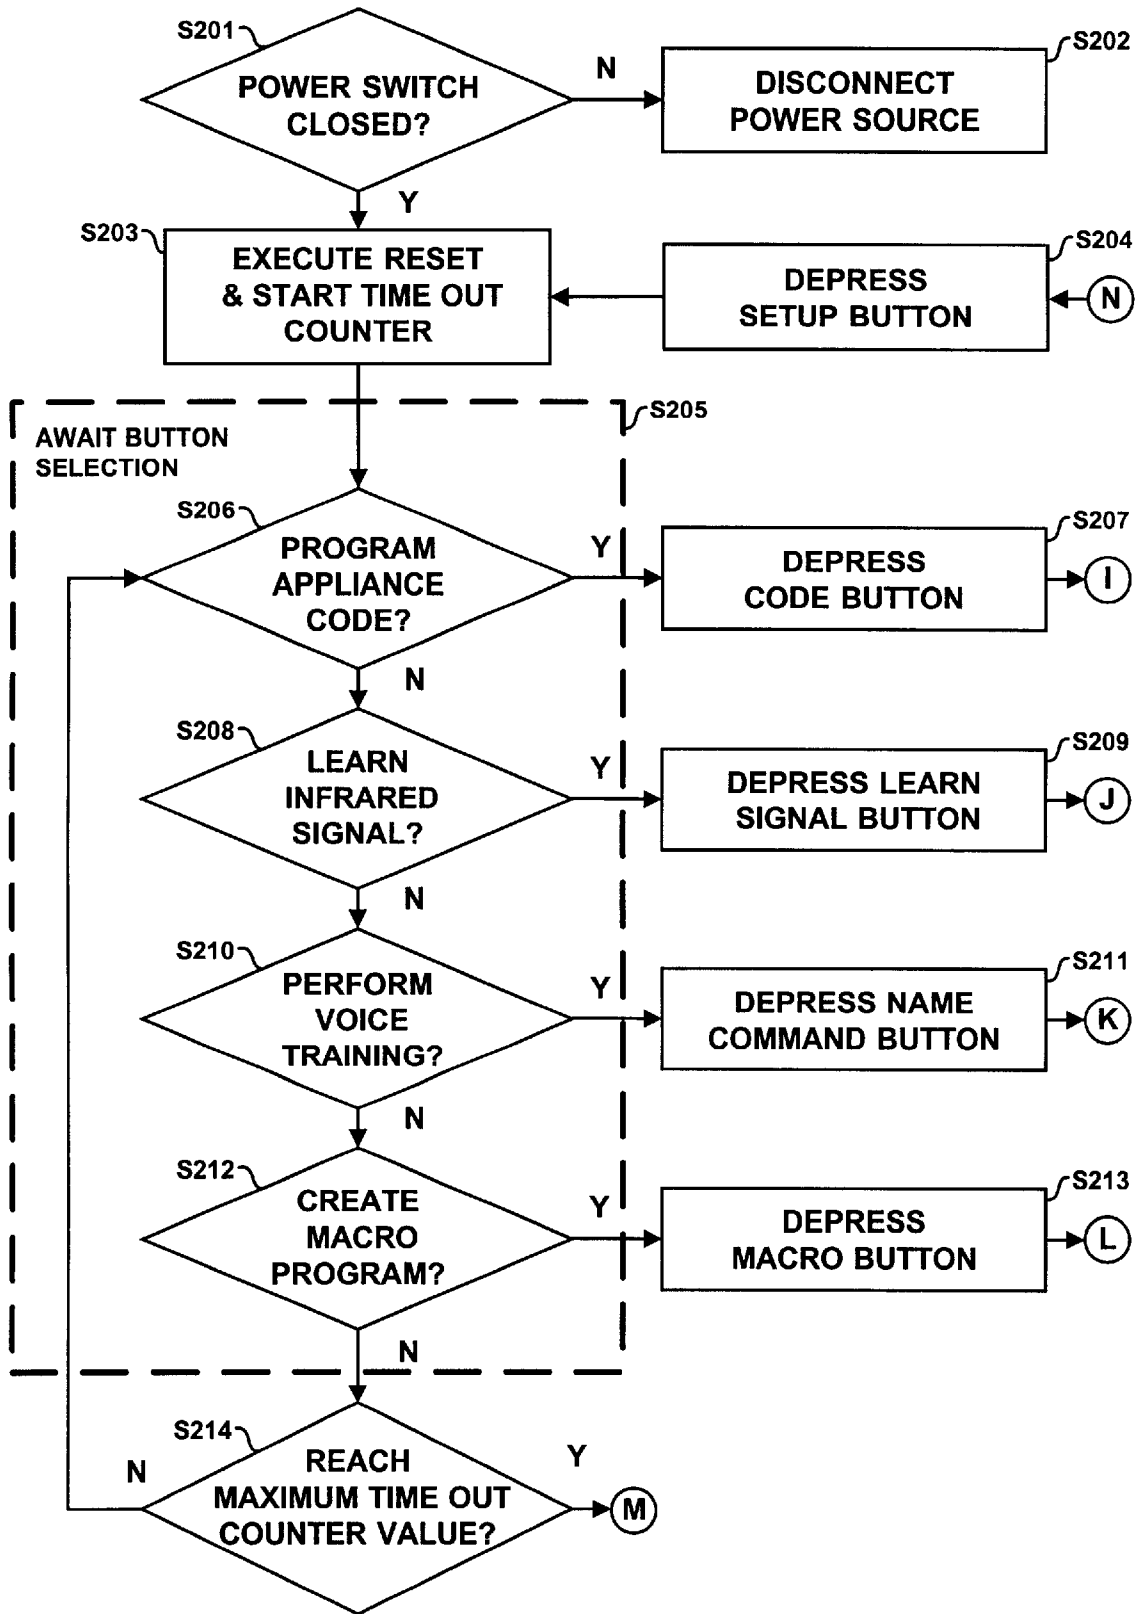 S201
POWER SWITCH
CLOSED?
N
S202
DISCONNECT
POWER SOURCE
Y
S203
EXECUTE RESET
& START TIME OUT
COUNTER
S204
DEPRESS
SETUP BUTTON
N
S205
AWAIT BUTTON
SELECTION
S206
PROGRAM
APPLIANCE
CODE?
Y
S207
DEPRESS
CODE BUTTON
I
N
S208
LEARN
INFRARED
SIGNAL?
Y
S209
DEPRESS LEARN
SIGNAL BUTTON
J
N
S210
PERFORM
VOICE
TRAINING?
Y
S211
DEPRESS NAME
COMMAND BUTTON
K
N
S212
CREATE
MACRO
PROGRAM?
Y
S213
DEPRESS
MACRO BUTTON
L
N
S214
REACH
MAXIMUM TIME OUT
COUNTER VALUE?
N
Y
M